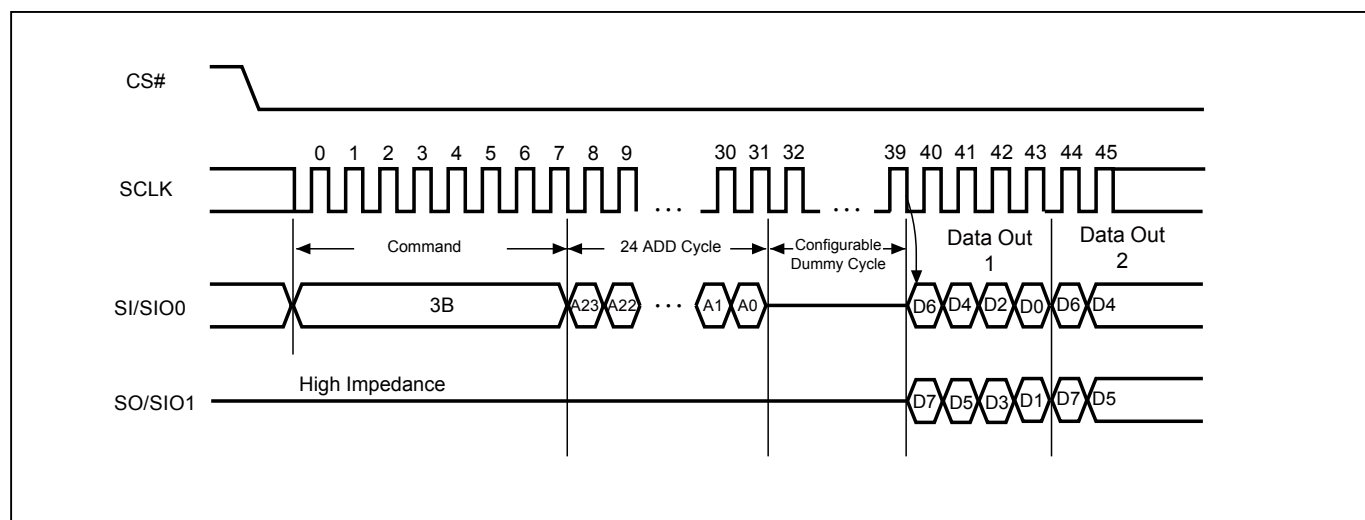 CS#
0 1 2 3 4 5 6 7 8 9 30 31 32 39 40 41 42 43 44 45
SCLK
... ...
Command 24 ADD Cycle Configurable Dummy Cycle Data Out 1 Data Out 2
SI/SIO0 3B A23 A22 ... A1 A0 D6 D4 D2 D0 D6 D4
High Impedance
SO/SIO1 D7 D5 D3 D1 D7 D5